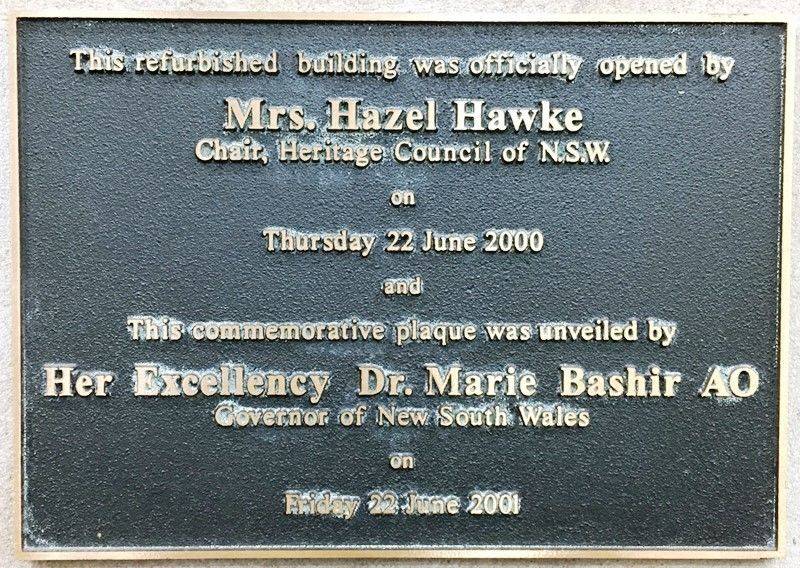 This refurbished building was officially opened by
Mrs. Hazel Hawke
Chair, Heritage Council of N.S.W.
on
Thursday 22 June 2000
and
This commemorative plaque was unveiled by
Her Excellency Dr. Marie Bashir AO
Governor of New South Wales
on
Friday 22 June 2001